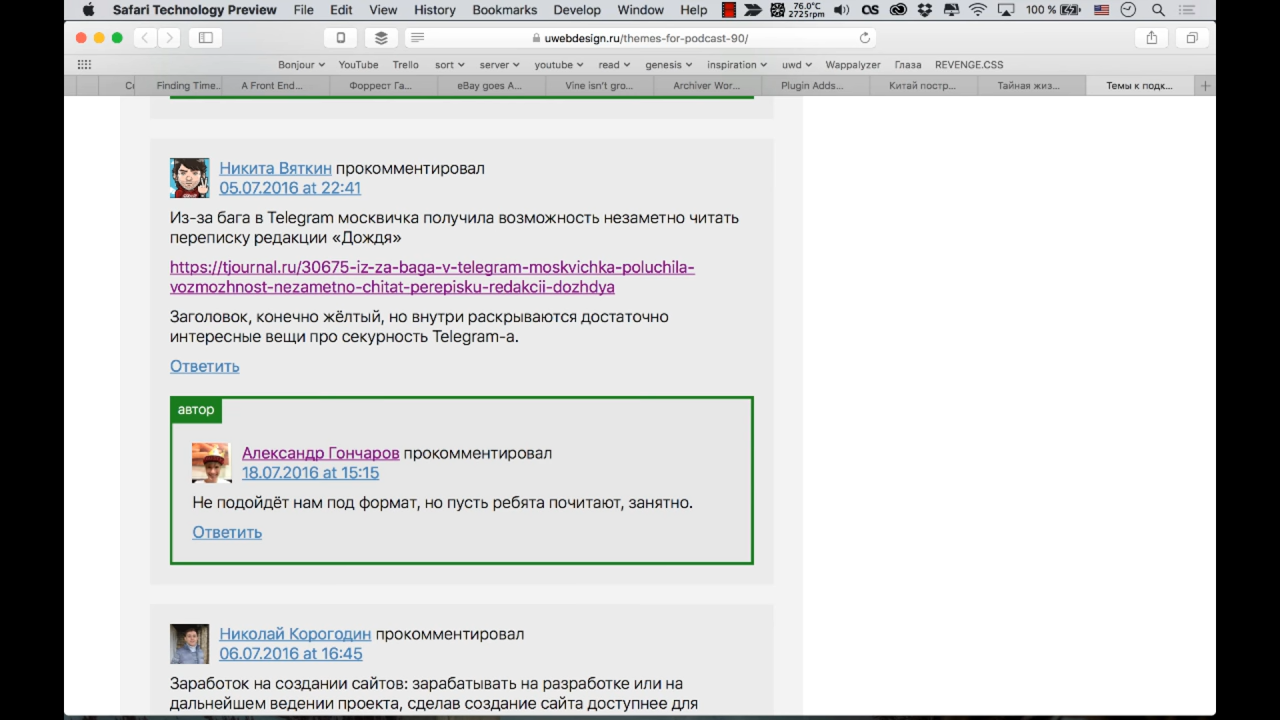 Safari Technology Preview File Edit View History Bookmarks Develop Window Help 76.0°C 2725rpm 100 %
uwebdesign.ru/themes-for-podcast-90/
Bonjour YouTube Trello sort server youtube read genesis inspiration uwd Wappalyzer Глаза REVENGE.CSS
Finding Time... A Front End... Форрест Га... eBay goes A... Vine isn't gro... Archiver Wor... Plugin Adds... Китай постр... Тайная жиз... Темы к подк...
Никита Вяткин прокомментировал
05.07.2016 at 22:41
Из-за бага в Telegram москвичка получила возможность незаметно читать
переписку редакции «Дождя»
https://tjournal.ru/30675-iz-za-baga-v-telegram-moskvichka-poluchila-
vozmozhnost-nezametno-chitat-perepisku-redakcii-dozhdya
Заголовок, конечно жёлтый, но внутри раскрываются достаточно
интересные вещи про секурность Telegram-а.
Ответить
автор
Александр Гончаров прокомментировал
18.07.2016 at 15:15
Не подойдёт нам под формат, но пусть ребята почитают, занятно.
Ответить
Николай Корогодин прокомментировал
06.07.2016 at 16:45
Заработок на создании сайтов: зарабатывать на разработке или на
дальнейшем ведении проекта, сделав создание сайта доступнее для